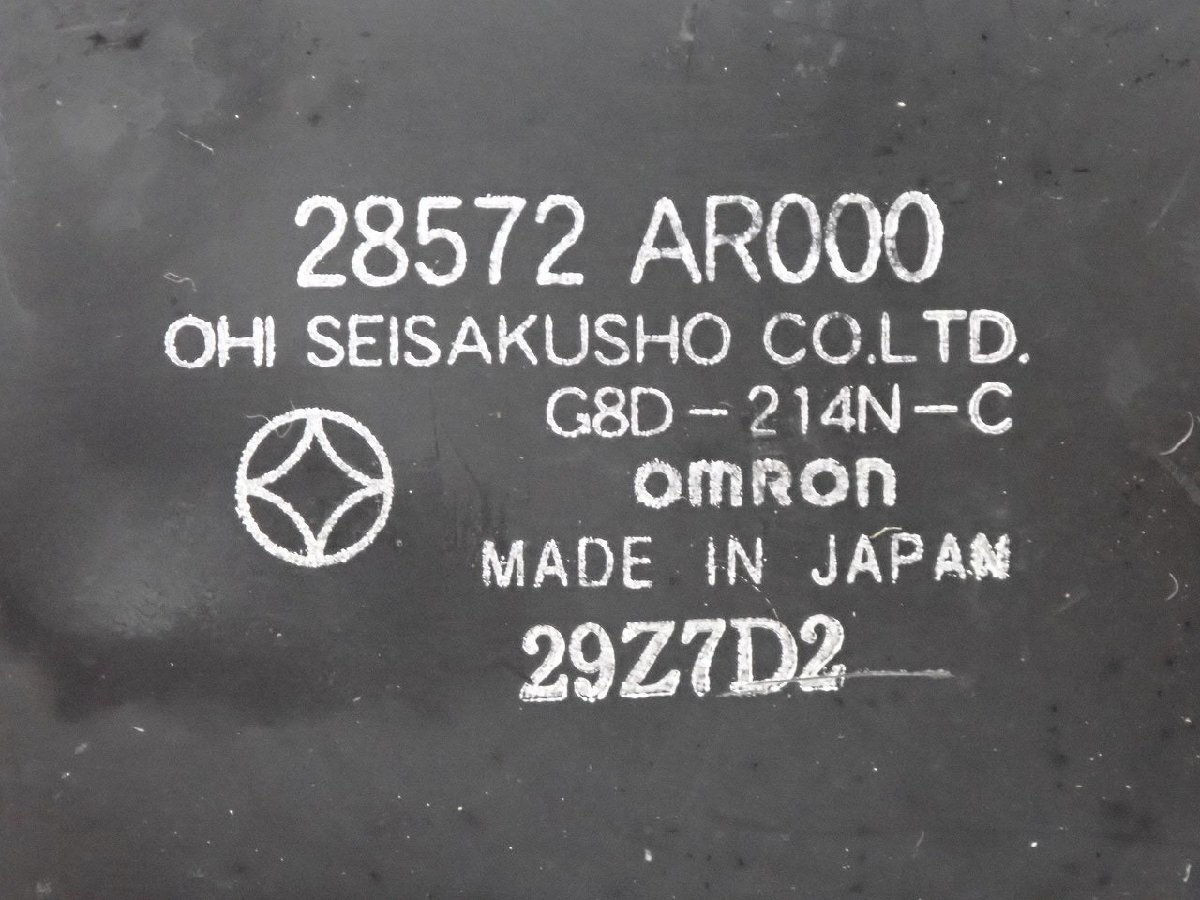 28572 AR000
OHI SEISAKUSHO CO.LTD.
G8D-214N-C
omron
MADE IN JAPAN
29Z7D2